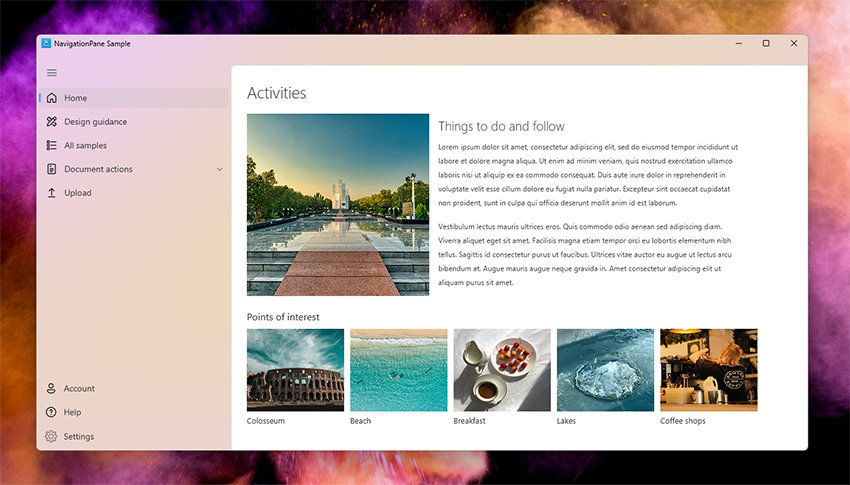 NavigationPane Sample
Home
Design guidance
All samples
Document actions
Upload
Account
Help
Settings
Activities
Things to do and follow
Lorem ipsum dolor sit amet, consectetur adipiscing elit, sed do eiusmod tempor incididunt ut
labore et dolore magna aliqua. Ut enim ad minim veniam, quis nostrud exercitation ullamco
laboris nisi ut aliquip ex ea commodo consequat. Duis aute irure dolor in reprehenderit in
voluptate velit esse cillum dolore eu fugiat nulla pariatur. Excepteur sint occaecat cupidatat
non proident, sunt in culpa qui officia deserunt mollit anim id est laborum.
Vestibulum lectus mauris ultrices eros. Quis commodo odio aenean sed adipiscing diam.
Viverra aliquet eget sit amet. Facilisis magna etiam tempor orci eu lobortis elementum nibh
tellus. Sagittis id consectetur purus ut faucibus. Ultrices vitae auctor eu augue ut lectus arcu
bibendum at. Augue mauris augue neque gravida in. Amet consectetur adipiscing elit ut
aliquam purus sit amet.
Points of interest
Colosseum
Beach
Breakfast
Lakes
Coffee shops